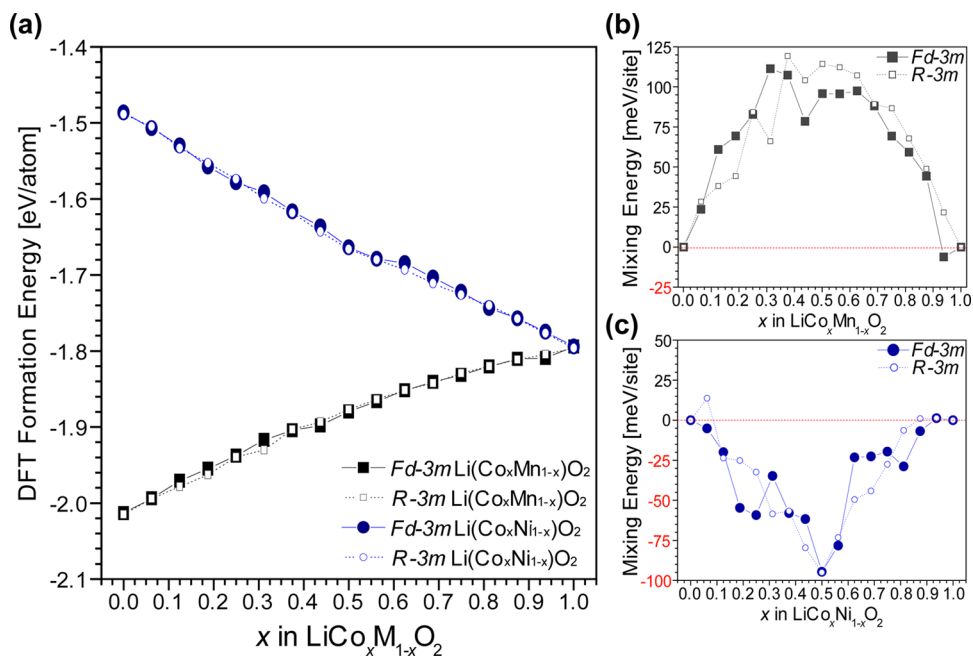 (a)
DFT Formation Energy [eV/atom]
-1.4
-1.5
-1.6
-1.7
-1.8
-1.9
-2.0
-2.1
Fd-3m Li(CoxMn1-x)O2
R-3m Li(CoxMn1-x)O2
Fd-3m Li(CoxNi1-x)O2
R-3m Li(CoxNi1-x)O2
0.0 0.1 0.2 0.3 0.4 0.5 0.6 0.7 0.8 0.9 1.0
x in LiCoxM1-xO2
(b)
Mixing Energy [meV/site]
125
100
75
50
25
0
-25
Fd-3m
R-3m
0.0 0.1 0.2 0.3 0.4 0.5 0.6 0.7 0.8 0.9 1.0
x in LiCoxMn1-xO2
(c)
Mixing Energy [meV/site]
50
25
0
-25
-50
-75
-100
Fd-3m
R-3m
0.0 0.1 0.2 0.3 0.4 0.5 0.6 0.7 0.8 0.9 1.0
x in LiCoxNi1-xO2